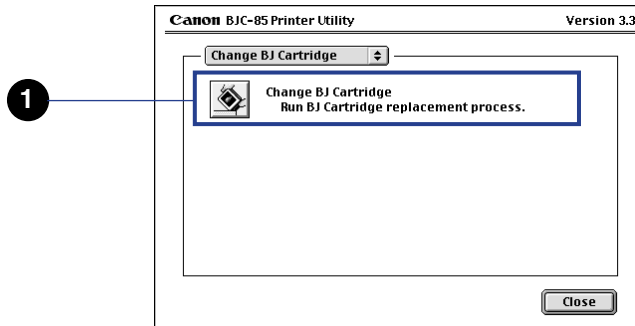 Canon BJC-85 Printer Utility Version 3.3
Change BJ Cartridge
1
Change BJ Cartridge
Run BJ Cartridge replacement process.
Close